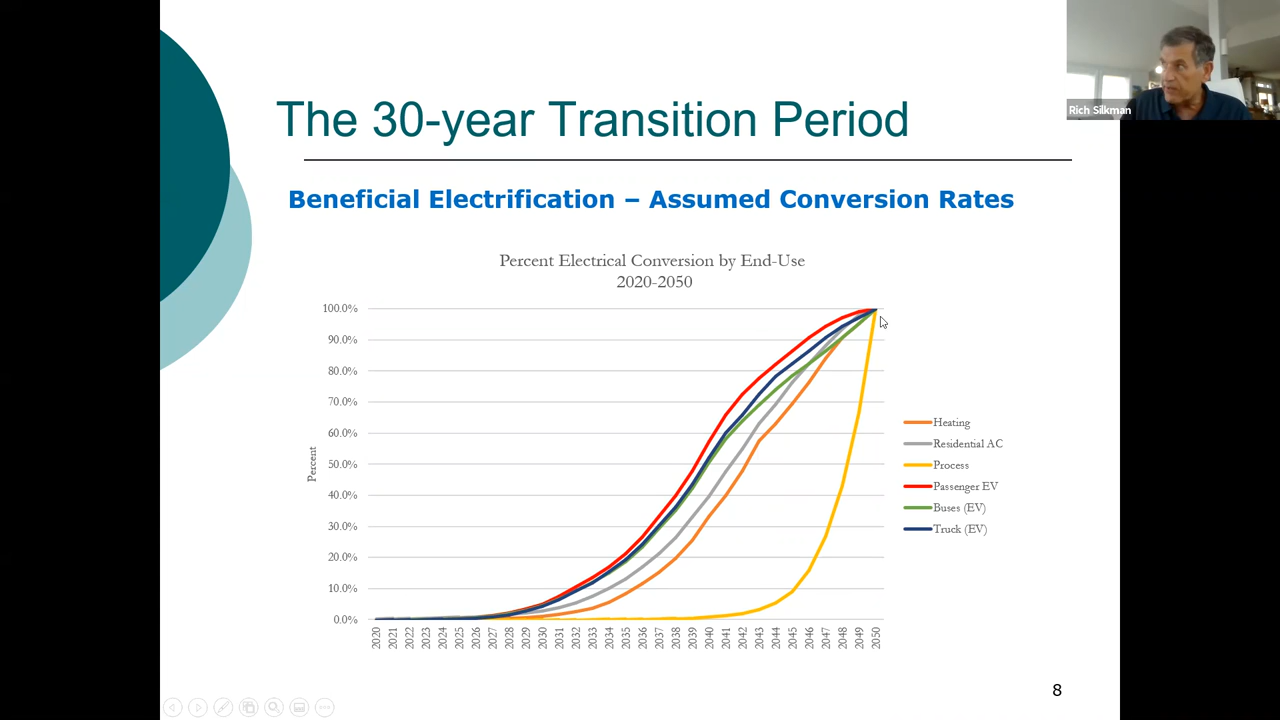 Rich Silkman
The 30-year Transition Period
Beneficial Electrification – Assumed Conversion Rates
Percent Electrical Conversion by End-Use
2020-2050
Percent
100.0%
90.0%
80.0%
70.0%
60.0%
50.0%
40.0%
30.0%
20.0%
10.0%
0.0%
2020 2021 2022 2023 2024 2025 2026 2027 2028 2029 2030 2031 2032 2033 2034 2035 2036 2037 2038 2039 2040 2041 2042 2043 2044 2045 2046 2047 2048 2049 2050
Heating
Residential AC
Process
Passenger EV
Buses (EV)
Truck (EV)
8